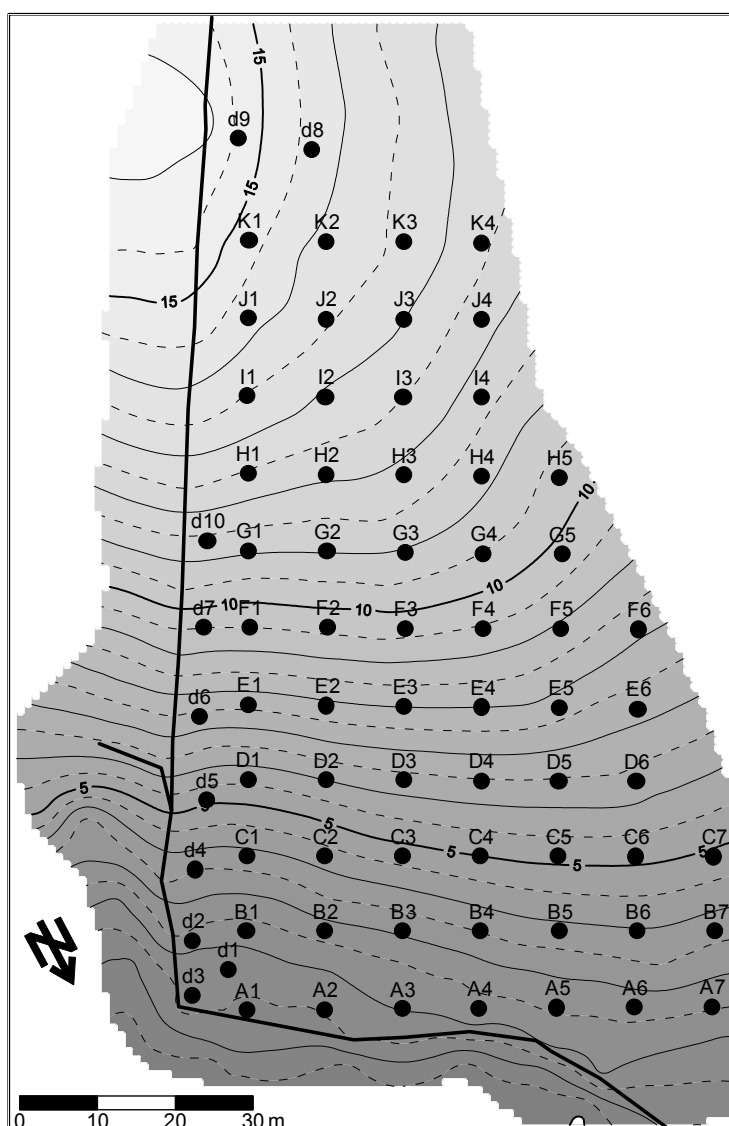 15
d9 d8
15
K1 K2 K3 K4
15
J1 J2 J3 J4
I1 I2 I3 I4
H1 H2 H3 H4 H5
10
d10 G1 G2 G3 G4 G5
10
d7 10 F1 10 F2 F3 F4 F5 F6
d6 E1 E2 E3 E4 E5 E6
D1 D2 D3 D4 D5 D6
5 d5
5
C1 C2 C3 5 C4 C5 5 C6 5 C7
d4
d2 B1 B2 B3 B4 B5 B6 B7
N
d1
d3 A1 A2 A3 A4 A5 A6 A7
0 10 20 30 m